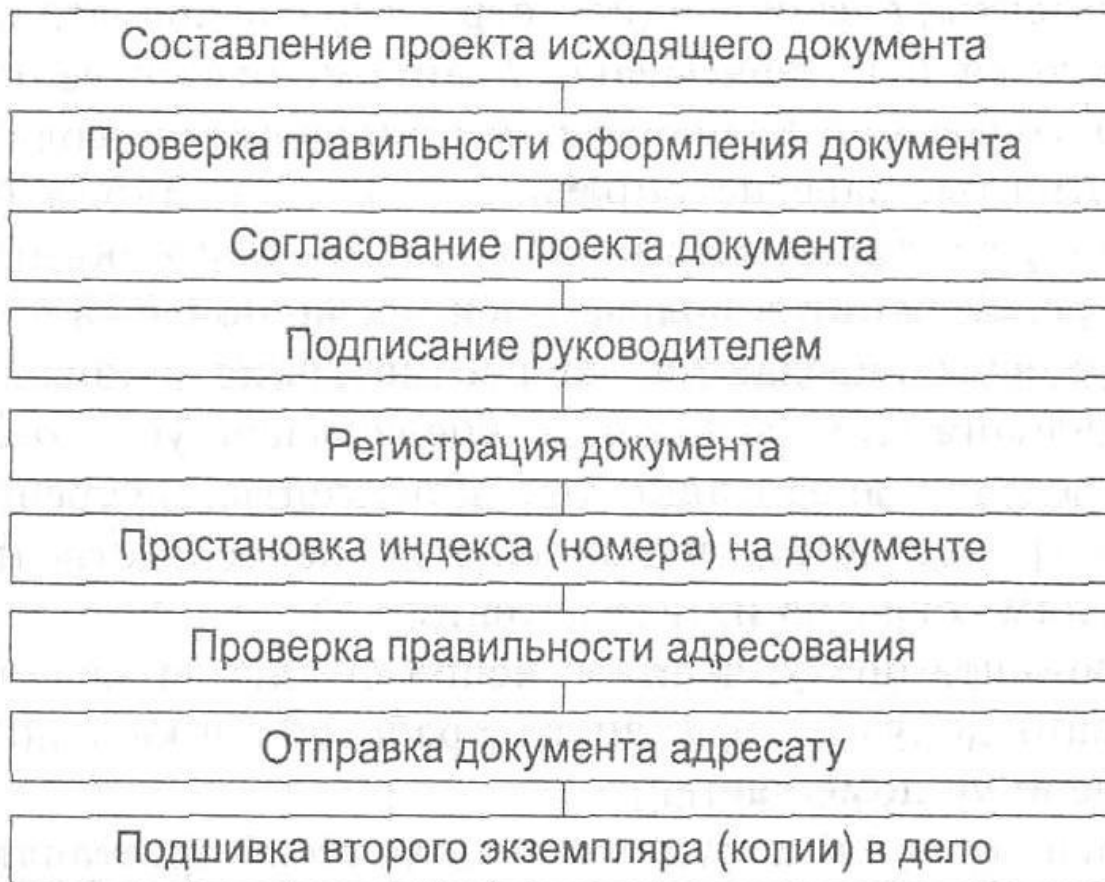 Составление проекта исходящего документа
Проверка правильности оформления документа
Согласование проекта документа
Подписание руководителем
Регистрация документа
Простановка индекса (номера) на документе
Проверка правильности адресования
Отправка документа адресату
Подшивка второго экземпляра (копии) в дело